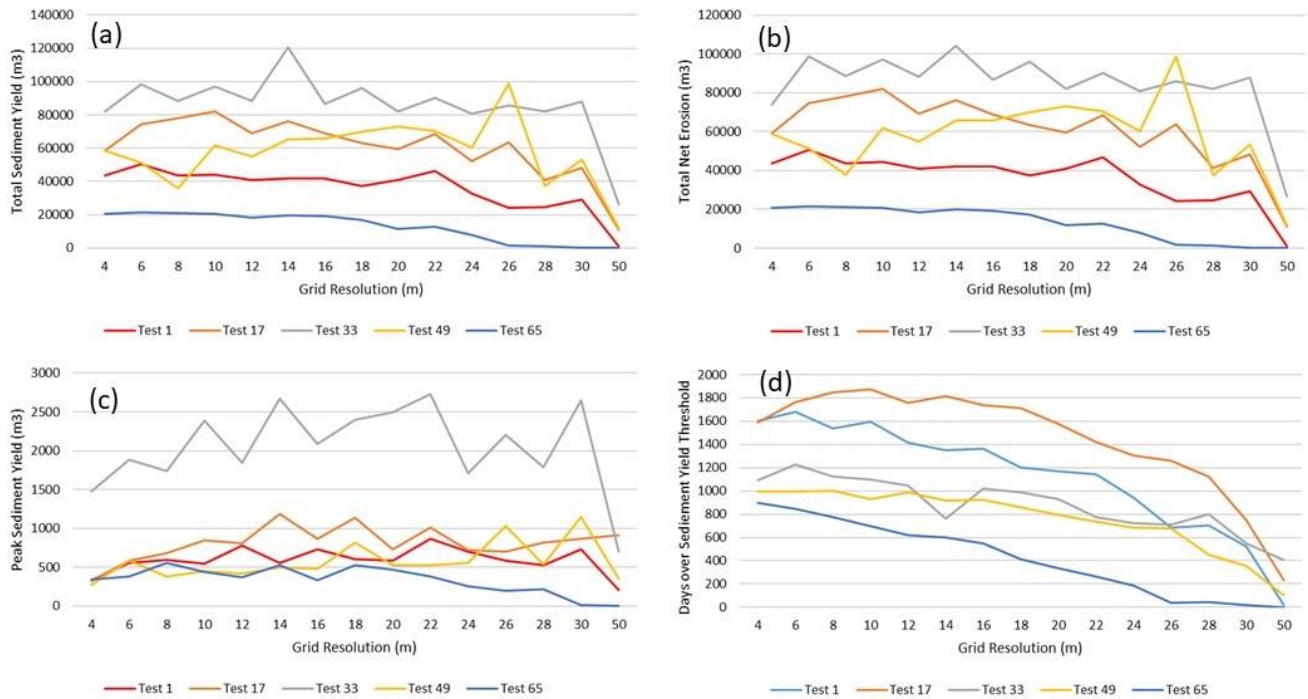 (a)
Total Sediment Yield (m3)
140000
120000
100000
80000
60000
40000
20000
0
4 6 8 10 12 14 16 18 20 22 24 26 28 30 50
Grid Resolution (m)
Test 1 Test 17 Test 33 Test 49 Test 65
(b)
Total Net Erosion (m3)
120000
100000
80000
60000
40000
20000
0
4 6 8 10 12 14 16 18 20 22 24 26 28 30 50
Grid Resolution (m)
Test 1 Test 17 Test 33 Test 49 Test 65
(c)
Peak Sediment Yield (m3)
3000
2500
2000
1500
1000
500
0
4 6 8 10 12 14 16 18 20 22 24 26 28 30 50
Grid Resolution (m)
Test 1 Test 17 Test 33 Test 49 Test 65
(d)
Days over Sediement Yield Threshold
2000
1800
1600
1400
1200
1000
800
600
400
200
0
4 6 8 10 12 14 16 18 20 22 24 26 28 30 50
Grid Resolution (m)
Test 1 Test 17 Test 33 Test 49 Test 65